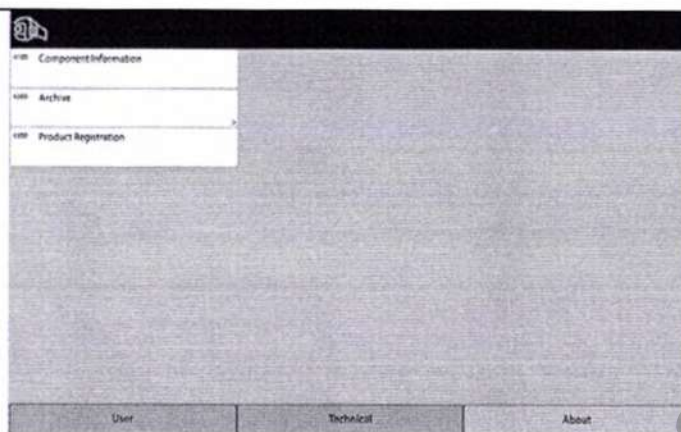 Component Information
Archive
>
Product Registration
User
Technical
About